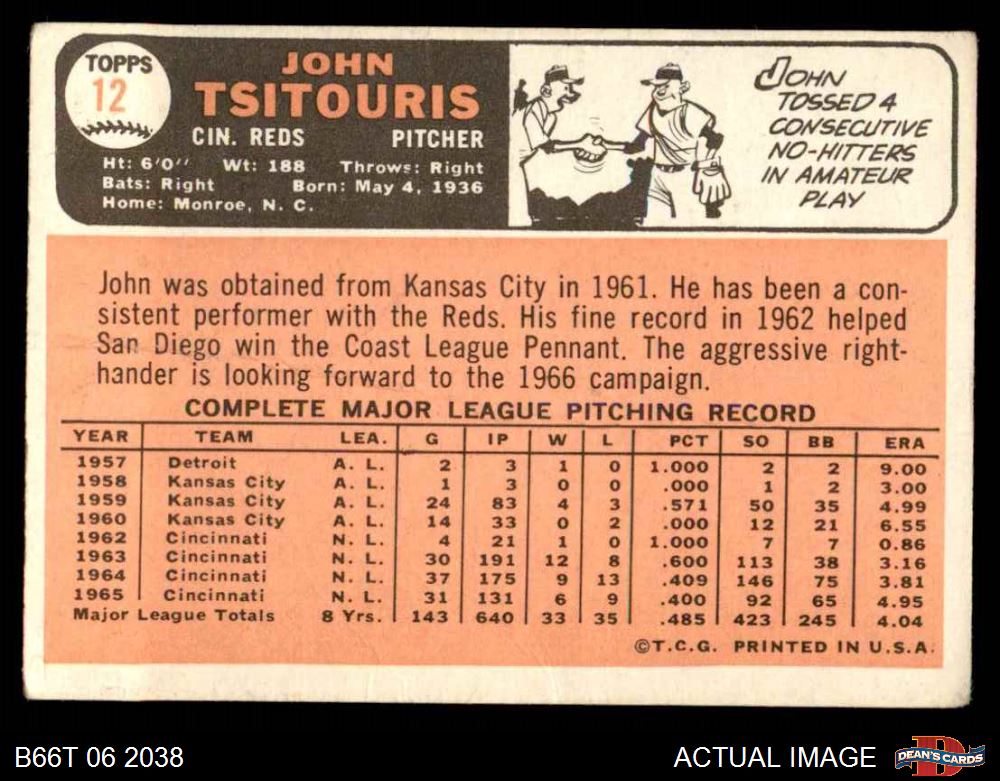 TOPPS
12
JOHN
TSITOURIS
CIN. REDS PITCHER
Ht: 6'0" Wt: 188 Throws: Right
Bats: Right Born: May 4, 1936
Home: Monroe, N. C.
JOHN
TOSSED 4
CONSECUTIVE
NO-HITTERS
IN AMATEUR
PLAY
John was obtained from Kansas City in 1961. He has been a con-
sistent performer with the Reds. His fine record in 1962 helped
San Diego win the Coast League Pennant. The aggressive right-
hander is looking forward to the 1966 campaign.
COMPLETE MAJOR LEAGUE PITCHING RECORD
YEAR TEAM LEA. G IP W L PCT SO BB ERA
1957 Detroit A. L. 2 3 1 0 1.000 2 2 9.00
1958 Kansas City A. L. 1 3 0 0 .000 1 2 3.00
1959 Kansas City A. L. 24 83 4 3 .571 50 35 4.99
1960 Kansas City A. L. 14 33 0 2 .000 12 21 6.55
1962 Cincinnati N. L. 4 21 1 0 1.000 7 7 0.86
1963 Cincinnati N. L. 30 191 12 8 .600 113 38 3.16
1964 Cincinnati N. L. 37 175 9 13 .409 146 75 3.81
1965 Cincinnati N. L. 31 131 6 9 .400 92 65 4.95
Major League Totals 8 Yrs. 143 640 33 35 .485 423 245 4.04
©T.C.G. PRINTED IN U.S.A.
B66T 06 2038 ACTUAL IMAGE
D
DEAN'S CARDS